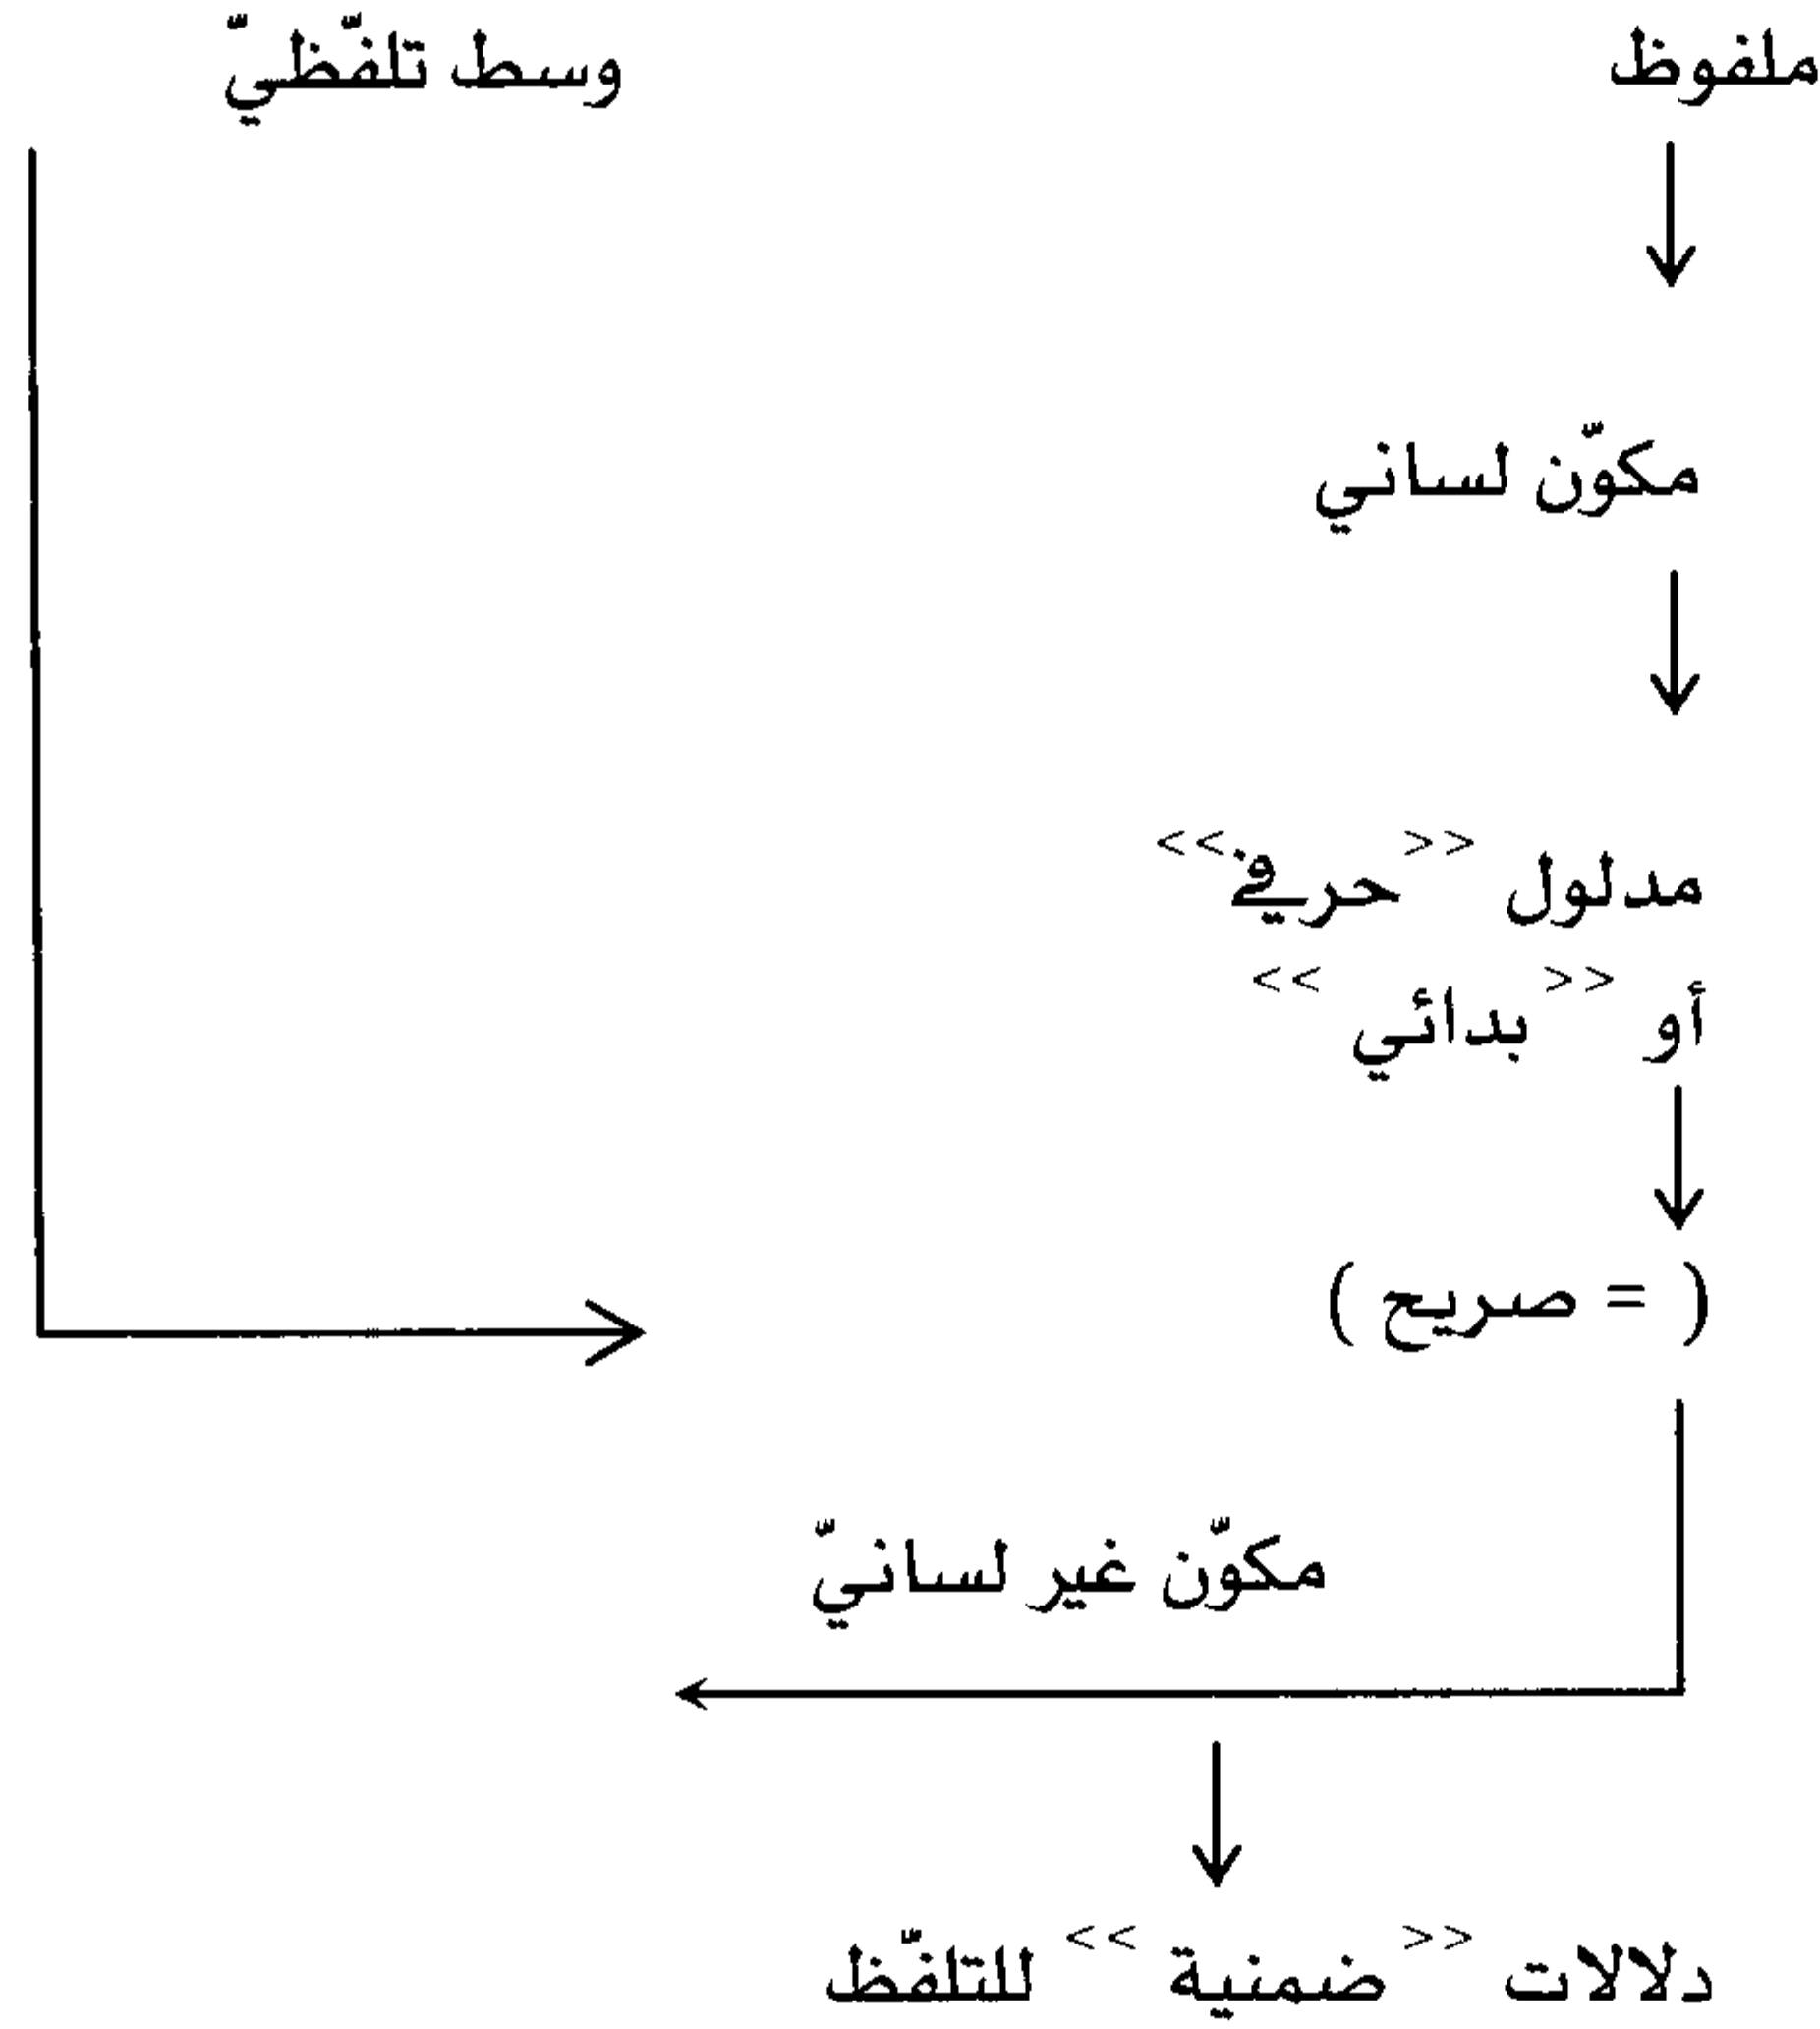 ملفوظ
وسط تلفّظيّ
مكوّن لساني
مدلول >>حرفي<<
أو >>بدائي<<
( = صريح )
مكوّن غير لسانيّ
دلالات >>ضمنية<< للتلفّظ